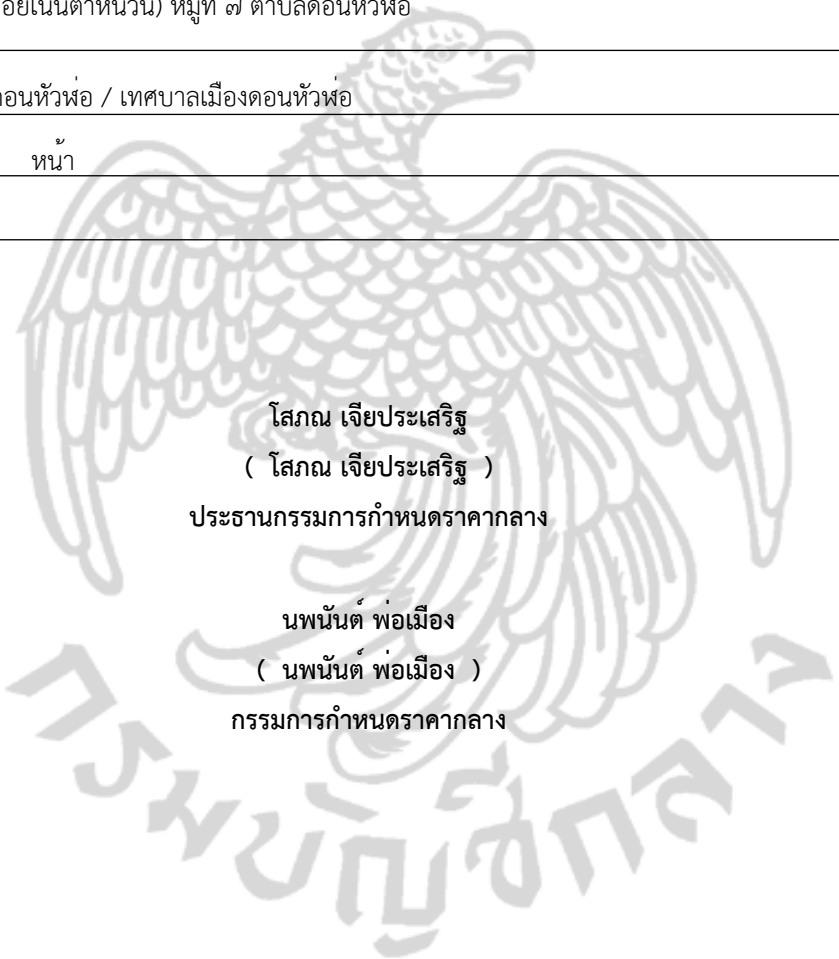 หมู่ที่ ๗ ตำบลดอนหัวฬ่อ
ดอนหัวฬ่อ / เทศบาลเมืองดอนหัวฬ่อ
หน้า
โสภณ เจียประเสริฐ
( โสภณ เจียประเสริฐ )
ประธานกรรมการกำหนดราคากลาง
นพนันต์ พ่อเมือง
( นพนันต์ พ่อเมือง )
กรรมการกำหนดราคากลาง
กรมบัญชีกลาง